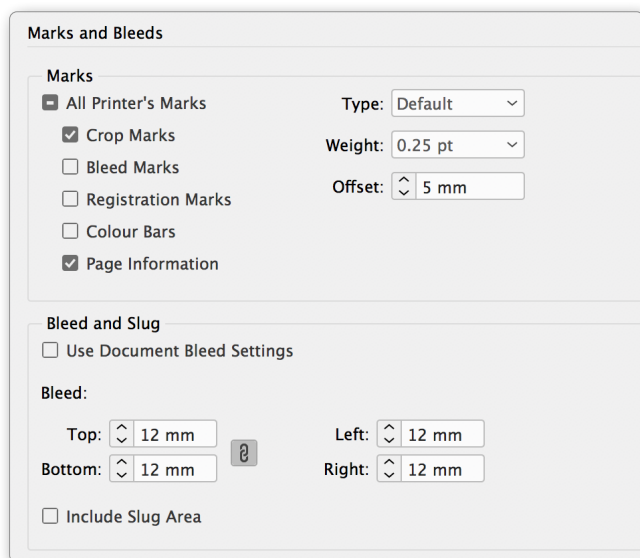 Marks and Bleeds
Marks
All Printer's Marks
Type: Default
Crop Marks
Weight: 0.25 pt
Bleed Marks
Offset: 5 mm
Registration Marks
Colour Bars
Page Information
Bleed and Slug
Use Document Bleed Settings
Bleed:
Top: 12 mm Left: 12 mm
Bottom: 12 mm Right: 12 mm
Include Slug Area